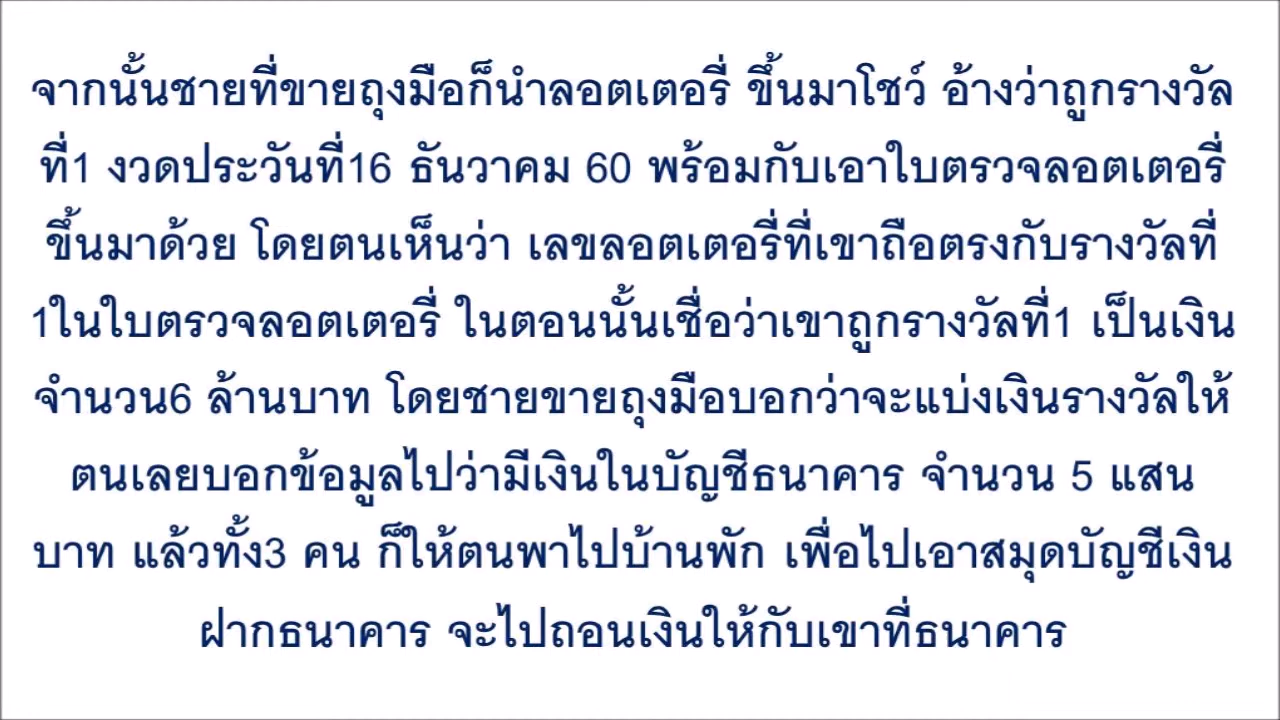 จากนั้นชายที่ขายถุงมือก็นำลอตเตอรี่ ขึ้นมาโชว์ อ้างว่าถูกรางวัล
ที่1 งวดประวันที่16 ธันวาคม 60 พร้อมกับเอาใบตรวจลอตเตอรี่
ขึ้นมาด้วย โดยตนเห็นว่า เลขลอตเตอรี่ที่เขาถือตรงกับรางวัลที่
1ในใบตรวจลอตเตอรี่ ในตอนนั้นเชื่อว่าเขาถูกรางวัลที่1 เป็นเงิน
จำนวน6 ล้านบาท โดยชายขายถุงมือบอกว่าจะแบ่งเงินรางวัลให้
ตนเลยบอกข้อมูลไปว่ามีเงินในบัญชีธนาคาร จำนวน 5 แสน
บาท แล้วทั้ง3 คน ก็ให้ตนพาไปบ้านพัก เพื่อไปเอาสมุดบัญชีเงิน
ฝากธนาคาร จะไปถอนเงินให้กับเขาที่ธนาคาร